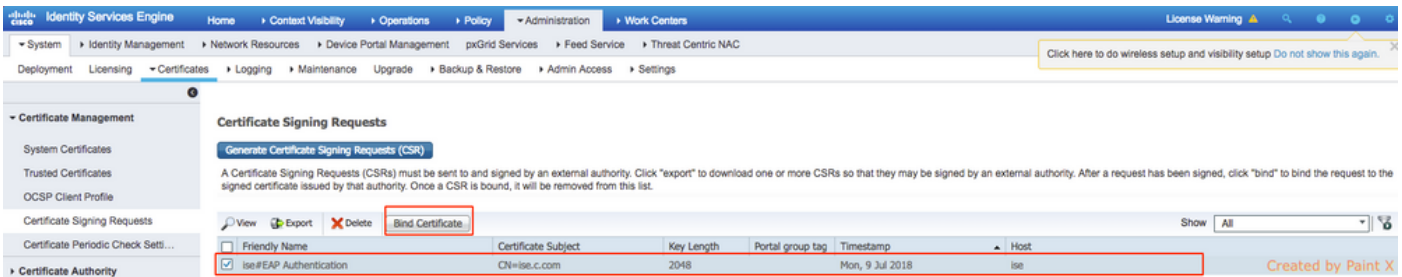 cisco Identity Services Engine Home Context Visibility Operations Policy Administration Work Centers License Warning
System Identity Management Network Resources Device Portal Management pxGrid Services Feed Service Threat Centric NAC
Click here to do wireless setup and visibility setup Do not show this again.
Deployment Licensing Certificates Logging Maintenance Upgrade Backup & Restore Admin Access Settings
Certificate Management
System Certificates
Trusted Certificates
OCSP Client Profile
Certificate Signing Requests
Certificate Periodic Check Setti...
Certificate Authority
Certificate Signing Requests
Generate Certificate Signing Requests (CSR)
A Certificate Signing Requests (CSRs) must be sent to and signed by an external authority. Click "export" to download one or more CSRs so that they may be signed by an external authority. After a request has been signed, click "bind" to bind the request to the
signed certificate issued by that authority. Once a CSR is bound, it will be removed from this list.
View Export Delete Bind Certificate Show All
Friendly Name Certificate Subject Key Length Portal group tag Timestamp Host
ise#EAP Authentication CN=ise.c.com 2048 Mon, 9 Jul 2018 ise
Created by Paint X